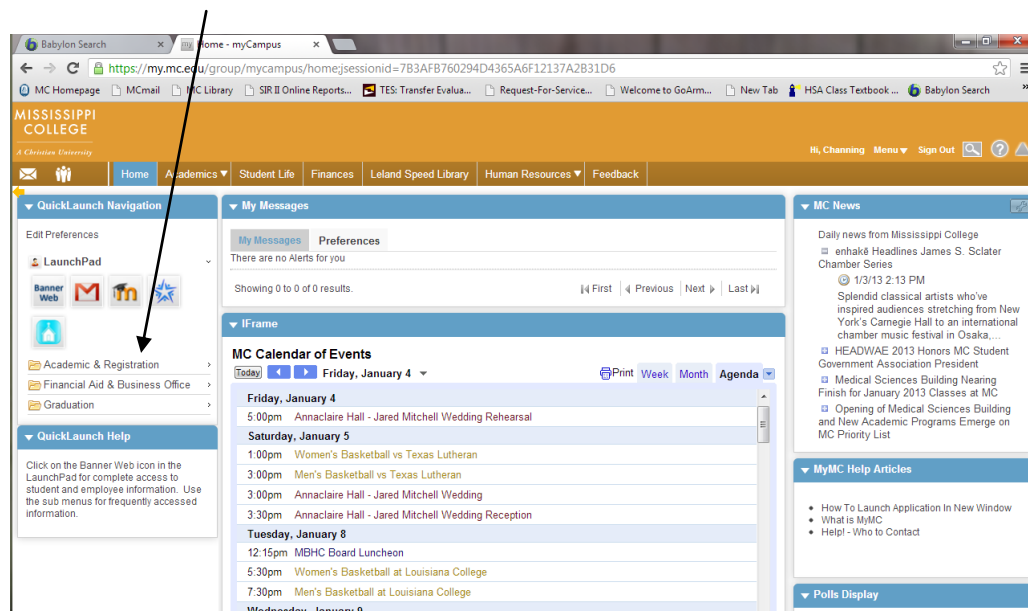 Babylon Search ×
my Home - myCampus ×
https://my.mc.edu/group/mycampus/home;jsessionid=7B3AFB760294D4365A6F12137A2B31D6
MC Homepage MCmail MC Library SIR II Online Reports... TES: Transfer Evalua... Request-For-Service... Welcome to GoArm... New Tab HSA Class Textbook ... Babylon Search »
MISSISSIPPI
COLLEGE
A Christian University
Hi, Channing Menu▼ Sign Out ?
Home Academics▼ Student Life Finances Leland Speed Library Human Resources▼ Feedback
QuickLaunch Navigation
Edit Preferences
LaunchPad
Banner
Web
Academic & Registration ›
Financial Aid & Business Office ›
Graduation ›
QuickLaunch Help
Click on the Banner Web icon in the
LaunchPad for complete access to
student and employee information. Use
the sub menus for frequently accessed
information.
My Messages
My Messages Preferences
There are no Alerts for you
Showing 0 to 0 of 0 results. First Previous Next Last
IFrame
MC Calendar of Events
Today Friday, January 4 Print Week Month Agenda
Friday, January 4
5:00pm Annaclaire Hall - Jared Mitchell Wedding Rehearsal
Saturday, January 5
1:00pm Women's Basketball vs Texas Lutheran
3:00pm Men's Basketball vs Texas Lutheran
3:00pm Annaclaire Hall - Jared Mitchell Wedding
3:30pm Annaclaire Hall - Jared Mitchell Wedding Reception
Tuesday, January 8
12:15pm MBHC Board Luncheon
5:30pm Women's Basketball at Louisiana College
7:30pm Men's Basketball at Louisiana College
Wednesday, January 9
MC News
Daily news from Mississippi College
enhakē Headlines James S. Sclater
Chamber Series
1/3/13 2:13 PM
Splendid classical artists who've
inspired audiences stretching from New
York's Carnegie Hall to an international
chamber music festival in Osaka,...
HEADWAE 2013 Honors MC Student
Government Association President
Medical Sciences Building Nearing
Finish for January 2013 Classes at MC
Opening of Medical Sciences Building
and New Academic Programs Emerge on
MC Priority List
MyMC Help Articles
How To Launch Application In New Window
What is MyMC
Help! - Who to Contact
Polls Display